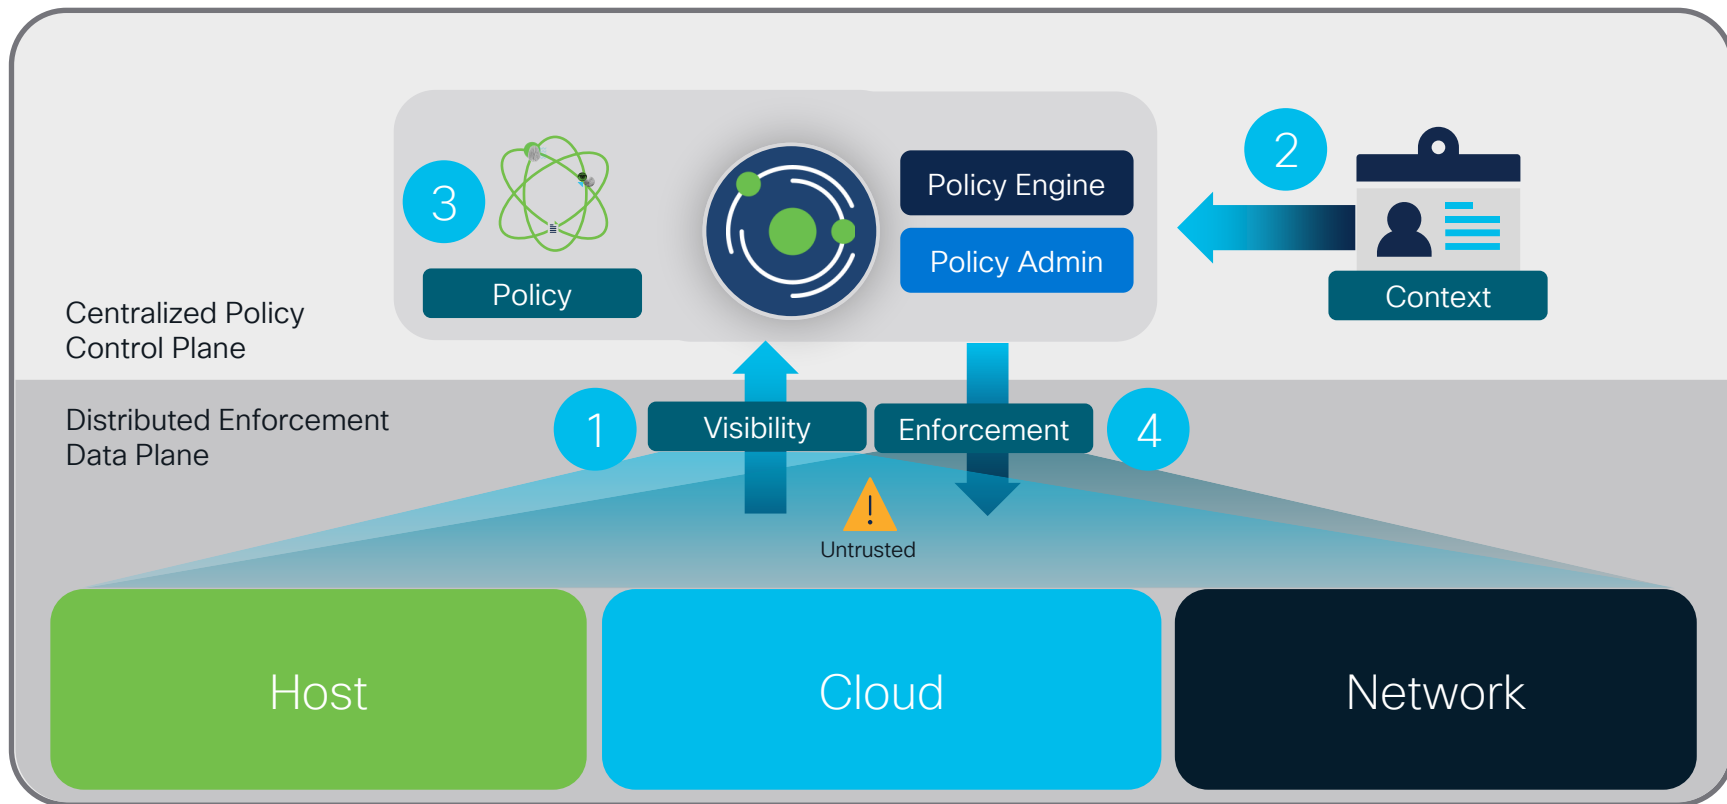 3
Policy
Policy Engine
Policy Admin
2
Context
Centralized Policy
Control Plane
Distributed Enforcement
Data Plane
1
Visibility
Enforcement
4
!
Untrusted
Host
Cloud
Network